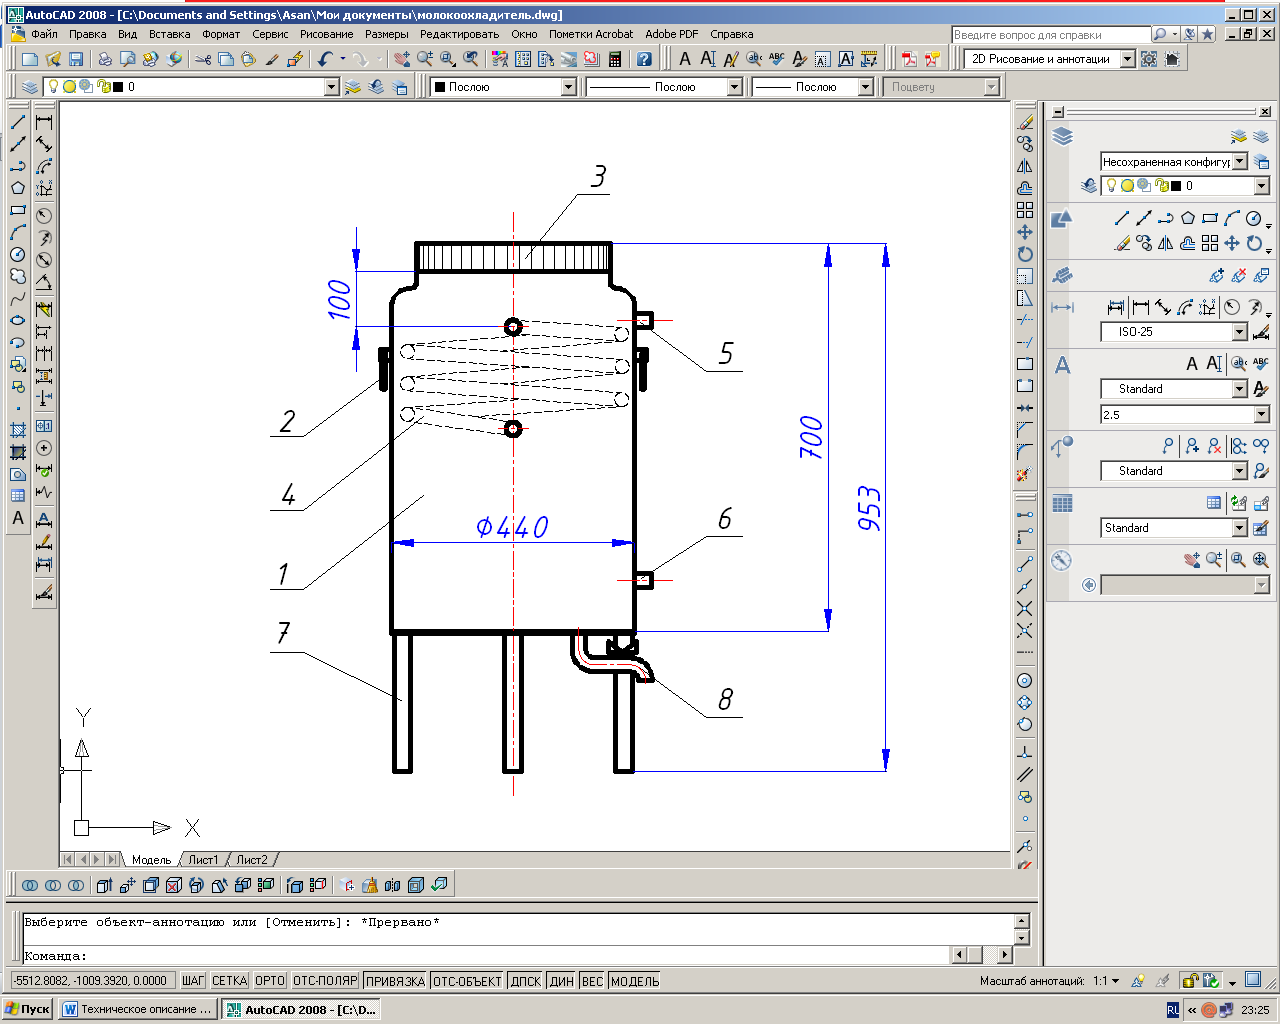 AutoCAD 2008 - [C:\Documents and Settings\Asan\Мои документы\молокоохладитель.dwg]
Файл Правка Вид Вставка Формат Сервис Рисование Размеры Редактировать Окно Пометки Acrobat Adobe PDF Справка
Введите вопрос для справки
2D Рисование и аннотации
0 Послою Послою Послою Поцвету
Несохраненная конфигур
0
ISO-25
Standard
2.5
Standard
Standard
3
100
5
2
700
4
953
6
Ф440
1
7
8
Y
X
Модель Лист1 Лист2
Выберите объект-аннотацию или [Отменить]: *Прервано*
Команда:
-5512.8082, -1009.3920, 0.0000 ШАГ СЕТКА ОРТО ОТС-ПОЛЯР ПРИВЯЗКА ОТС-ОБЪЕКТ ДПСК ДИН ВЕС МОДЕЛЬ Масштаб аннотаций: 1:1
Пуск Техническое описание ... AutoCAD 2008 - [C:\D... RL 23:25